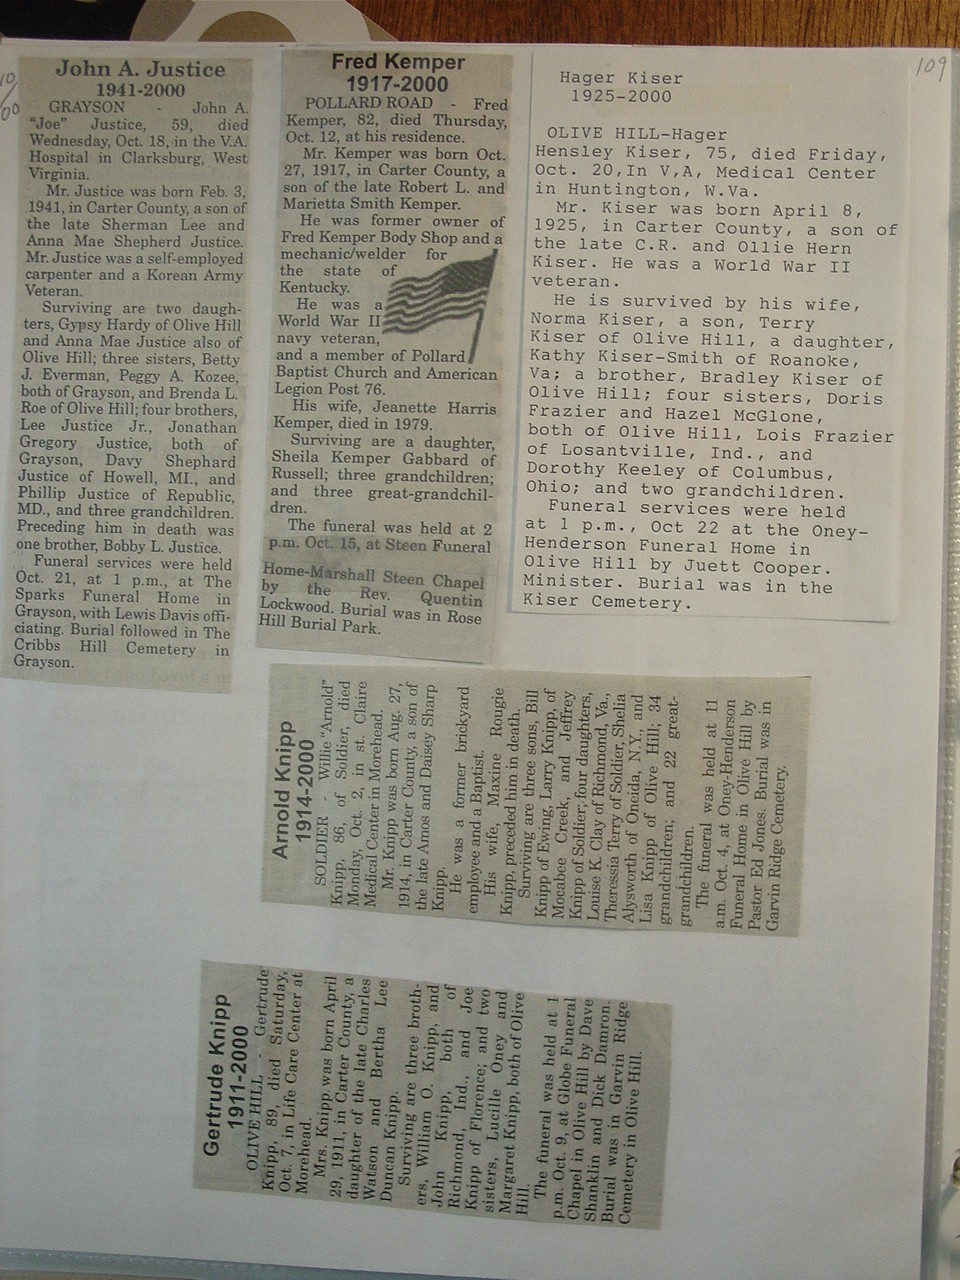 10/00
109
John A. Justice
1941-2000
GRAYSON - John A.
"Joe" Justice, 59, died
Wednesday, Oct. 18, in the V.A.
Hospital in Clarksburg, West
Virginia.
Mr. Justice was born Feb. 3,
1941, in Carter County, a son of
the late Sherman Lee and
Anna Mae Shepherd Justice.
Mr. Justice was a self-employed
carpenter and a Korean Army
Veteran.
Surviving are two daugh-
ters, Gypsy Hardy of Olive Hill
and Anna Mae Justice also of
Olive Hill; three sisters, Betty
J. Everman, Peggy A. Kozee,
both of Grayson, and Brenda L.
Roe of Olive Hill; four brothers,
Lee Justice Jr., Jonathan
Gregory Justice, both of
Grayson, Davy Shephard
Justice of Howell, MI., and
Phillip Justice of Republic,
MD., and three grandchildren.
Preceding him in death was
one brother, Bobby L. Justice.
Funeral services were held
Oct. 21, at 1 p.m., at The
Sparks Funeral Home in
Grayson, with Lewis Davis offi-
ciating. Burial followed in The
Cribbs Hill Cemetery in
Grayson.
Fred Kemper
1917-2000
POLLARD ROAD - Fred
Kemper, 82, died Thursday,
Oct. 12, at his residence.
Mr. Kemper was born Oct.
27, 1917, in Carter County, a
son of the late Robert L. and
Marietta Smith Kemper.
He was former owner of
Fred Kemper Body Shop and a
mechanic/welder for
the state of
Kentucky.
He was a
World War II
navy veteran,
and a member of Pollard
Baptist Church and American
Legion Post 76.
His wife, Jeanette Harris
Kemper, died in 1979.
Surviving are a daughter,
Sheila Kemper Gabbard of
Russell; three grandchildren;
and three great-grandchil-
dren.
The funeral was held at 2
p.m. Oct. 15, at Steen Funeral
Home-Marshall Steen Chapel
by the Rev. Quentin
Lockwood. Burial was in Rose
Hill Burial Park.
Hager Kiser
1925-2000
OLIVE HILL-Hager
Hensley Kiser, 75, died Friday,
Oct. 20,In V,A, Medical Center
in Huntington, W.Va.
Mr. Kiser was born April 8,
1925, in Carter County, a son of
the late C.R. and Ollie Hern
Kiser. He was a World War II
veteran.
He is survived by his wife,
Norma Kiser, a son, Terry
Kiser of Olive Hill, a daughter,
Kathy Kiser-Smith of Roanoke,
Va; a brother, Bradley Kiser of
Olive Hill; four sisters, Doris
Frazier and Hazel McGlone,
both of Olive Hill, Lois Frazier
of Losantville, Ind., and
Dorothy Keeley of Columbus,
Ohio; and two grandchildren.
Funeral services were held
at 1 p.m., Oct 22 at the Oney-
Henderson Funeral Home in
Olive Hill by Juett Cooper.
Minister. Burial was in the
Kiser Cemetery.
Arnold Knipp
1914-2000
SOLDIER - Willie "Arnold"
Knipp, 86, of Soldier, died
Monday, Oct. 2, in st. Claire
Medical Center in Morehead.
Mr. Knipp was born Aug. 27,
1914, in Carter County, a son of
the late Amos and Daisey Sharp
Knipp.
He was a former brickyard
employee and a Baptist.
His wife, Maxine Rougie
Knipp, preceded him in death.
Surviving are three sons, Bill
Knipp of Ewing, Larry Knipp, of
Mocabee Creek, and Jeffrey
Knipp of Soldier; four daughters,
Louise K. Clay of Richmond, Va.,
Theressia Terry of Soldier, Shelia
Alysworth of Oneida, N.Y., and
Lisa Knipp of Olive Hill; 34
grandchildren; and 22 great-
grandchildren.
The funeral was held at 11
a.m. Oct. 4, at Oney-Henderson
Funeral Home in Olive Hill by
Pastor Ed Jones. Burial was in
Garvin Ridge Cemetery.
Gertrude Knipp
1911-2000
OLIVE HILL - Gertrude
Knipp, 89, died Saturday,
Oct. 7, in Life Care Center at
Morehead.
Mrs. Knipp was born April
29, 1911, in Carter County, a
daughter of the late Charles
Watson and Bertha Lee
Duncan Knipp.
Surviving are three broth-
ers, William O. Knipp, and
John Knipp, both of
Richmond, Ind., and Joe
Knipp of Florence; and two
sisters, Lucille Oney and
Margaret Knipp, both of Olive
Hill.
The funeral was held at 1
p.m. Oct. 9, at Globe Funeral
Chapel in Olive Hill by Dave
Shanklin and Dick Damron.
Burial was in Garvin Ridge
Cemetery in Olive Hill.